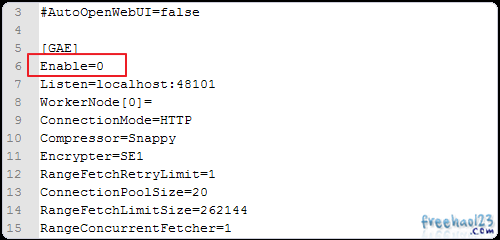 3 #AutoOpenWebUI=false
4
5 [GAE]
6 Enable=0
7 Listen=localhost:48101
8 WorkerNode[0]=
9 ConnectionMode=HTTP
10 Compressor=Snappy
11 Encrypter=SE1
12 RangeFetchRetryLimit=1
13 ConnectionPoolSize=20
14 RangeFetchLimitSize=262144
15 RangeConcurrentFetcher=1
freehao123